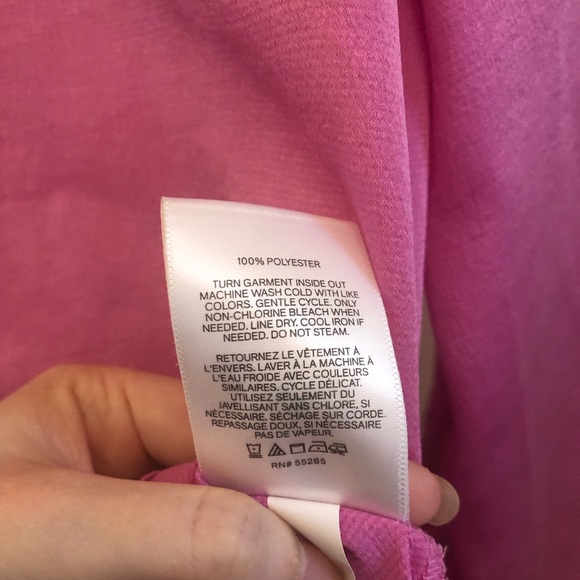 100% POLYESTER
TURN GARMENT INSIDE OUT
MACHINE WASH COLD WITH LIKE
COLORS. GENTLE CYCLE. ONLY
NON-CHLORINE BLEACH WHEN
NEEDED. LINE DRY. COOL IRON IF
NEEDED. DO NOT STEAM.
RETOURNEZ LE VÊTEMENT À
L'ENVERS. LAVER À LA MACHINE À
L'EAU FROIDE AVEC COULEURS
SIMILAIRES. CYCLE DÉLICAT.
UTILISEZ SEULEMENT DU
JAVELLISANT SANS CHLORE, SI
NÉCESSAIRE. SÉCHAGE SUR CORDE.
REPASSAGE DOUX, SI NÉCESSAIRE
PAS DE VAPEUR.
RN# 55285